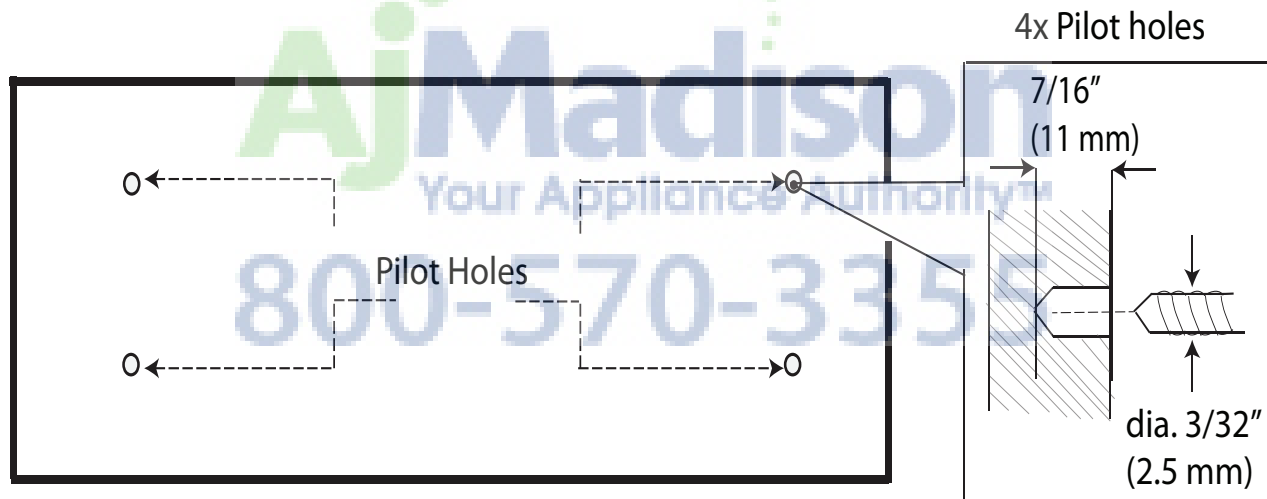 4x Pilot holes
AjMadison
7/16"
(11 mm)
Your Appliance Authority™
Pilot Holes
800-570-3355
dia. 3/32"
(2.5 mm)